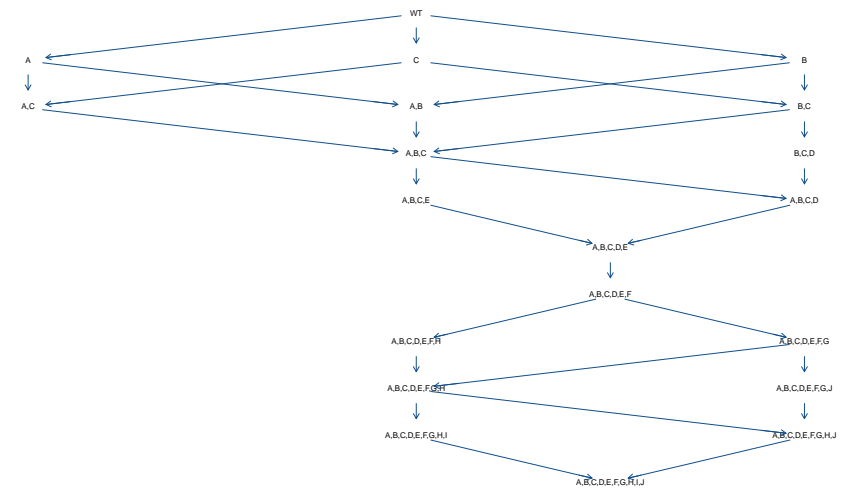 WT
A
C
B
A,C
A,B
B,C
A,B,C
B,C,D
A,B,C,E
A,B,C,D
A,B,C,D,E
A,B,C,D,E,F
A,B,C,D,E,F,H
A,B,C,D,E,F,G
A,B,C,D,E,F,G,H
A,B,C,D,E,F,G,J
A,B,C,D,E,F,G,H,I
A,B,C,D,E,F,G,H,J
A,B,C,D,E,F,G,H,I,J